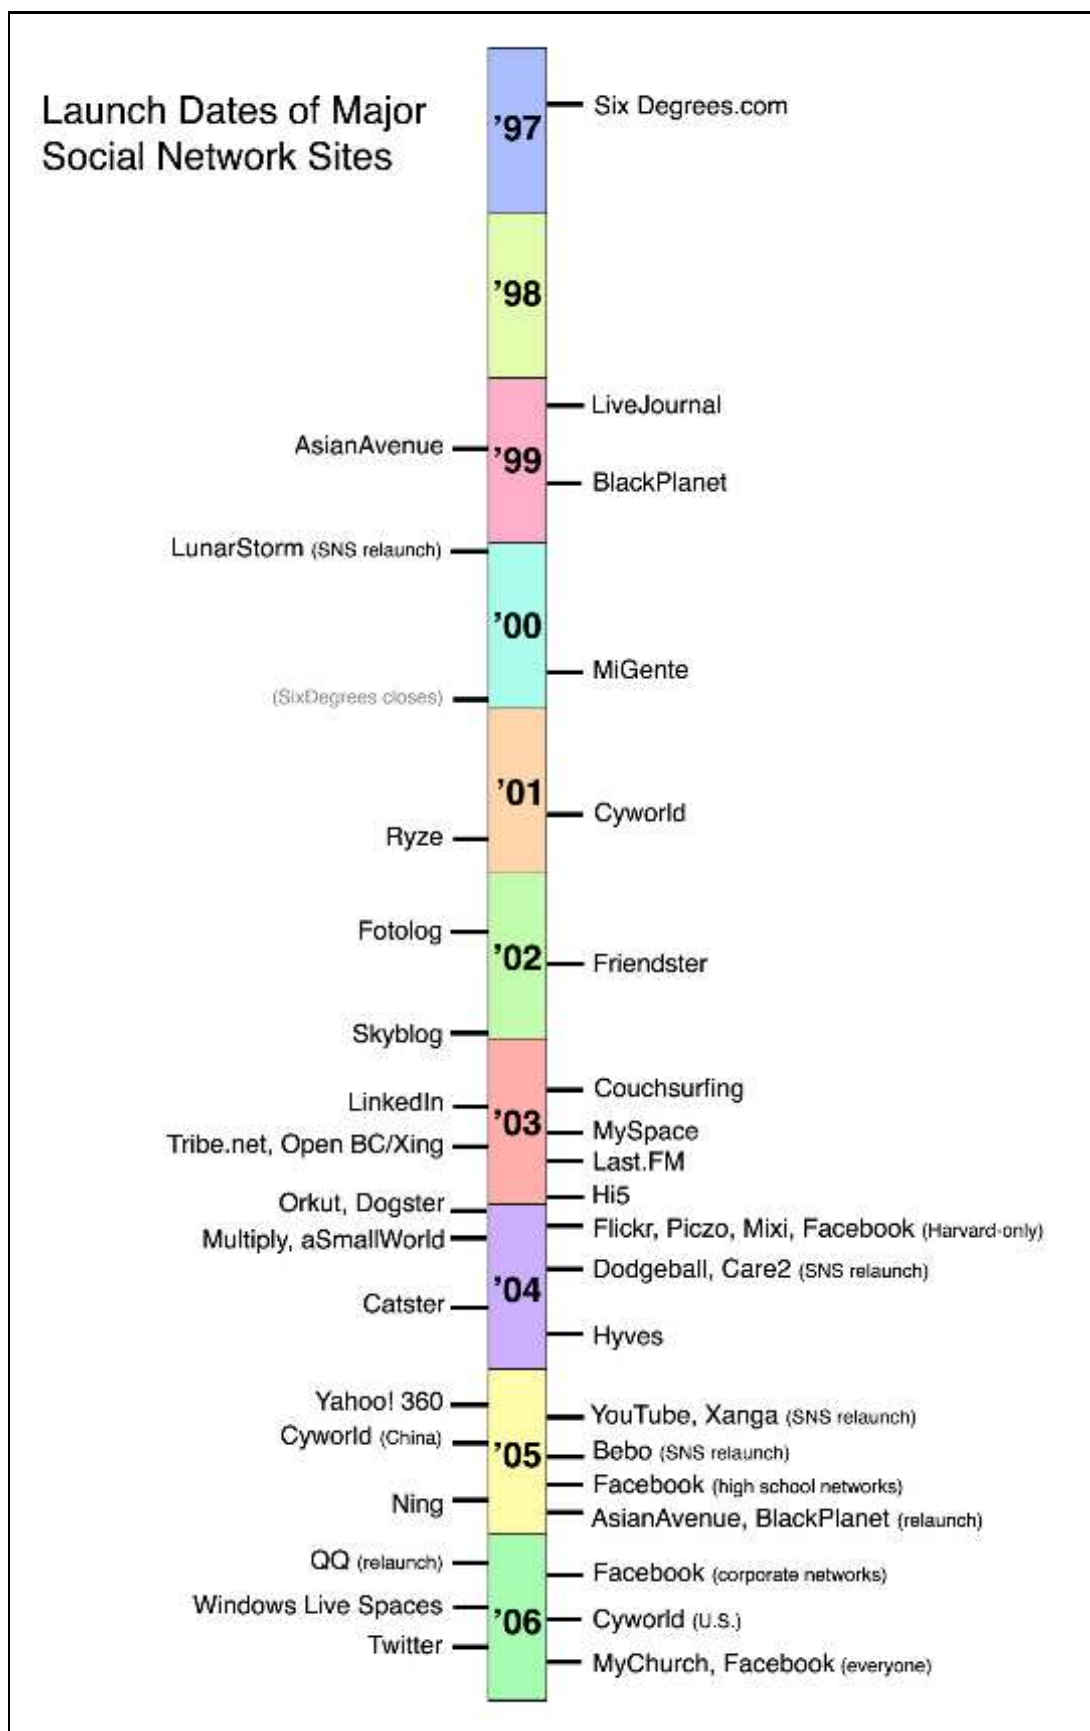 Launch Dates of Major
Social Network Sites
'97
Six Degrees.com
'98
LiveJournal
AsianAvenue
'99
BlackPlanet
LunarStorm (SNS relaunch)
'00
MiGente
(SixDegrees closes)
'01
Cyworld
Ryze
Fotolog
'02
Friendster
Skyblog
Couchsurfing
LinkedIn
'03
MySpace
Tribe.net, Open BC/Xing
Last.FM
Hi5
Orkut, Dogster
Flickr, Piczo, Mixi, Facebook (Harvard-only)
Multiply, aSmallWorld
Dodgeball, Care2 (SNS relaunch)
'04
Catster
Hyves
Yahoo! 360
YouTube, Xanga (SNS relaunch)
Cyworld (China)
'05
Bebo (SNS relaunch)
Facebook (high school networks)
Ning
AsianAvenue, BlackPlanet (relaunch)
QQ (relaunch)
Facebook (corporate networks)
Windows Live Spaces
'06
Cyworld (U.S.)
Twitter
MyChurch, Facebook (everyone)